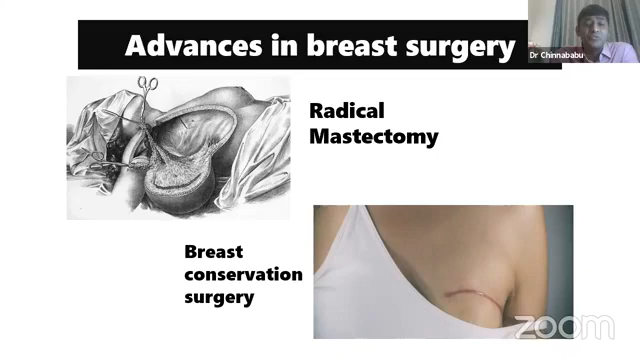 Advances in breast surgery
Dr Chinnababu
Radical
Mastectomy
Breast
conservation
surgery
zoom